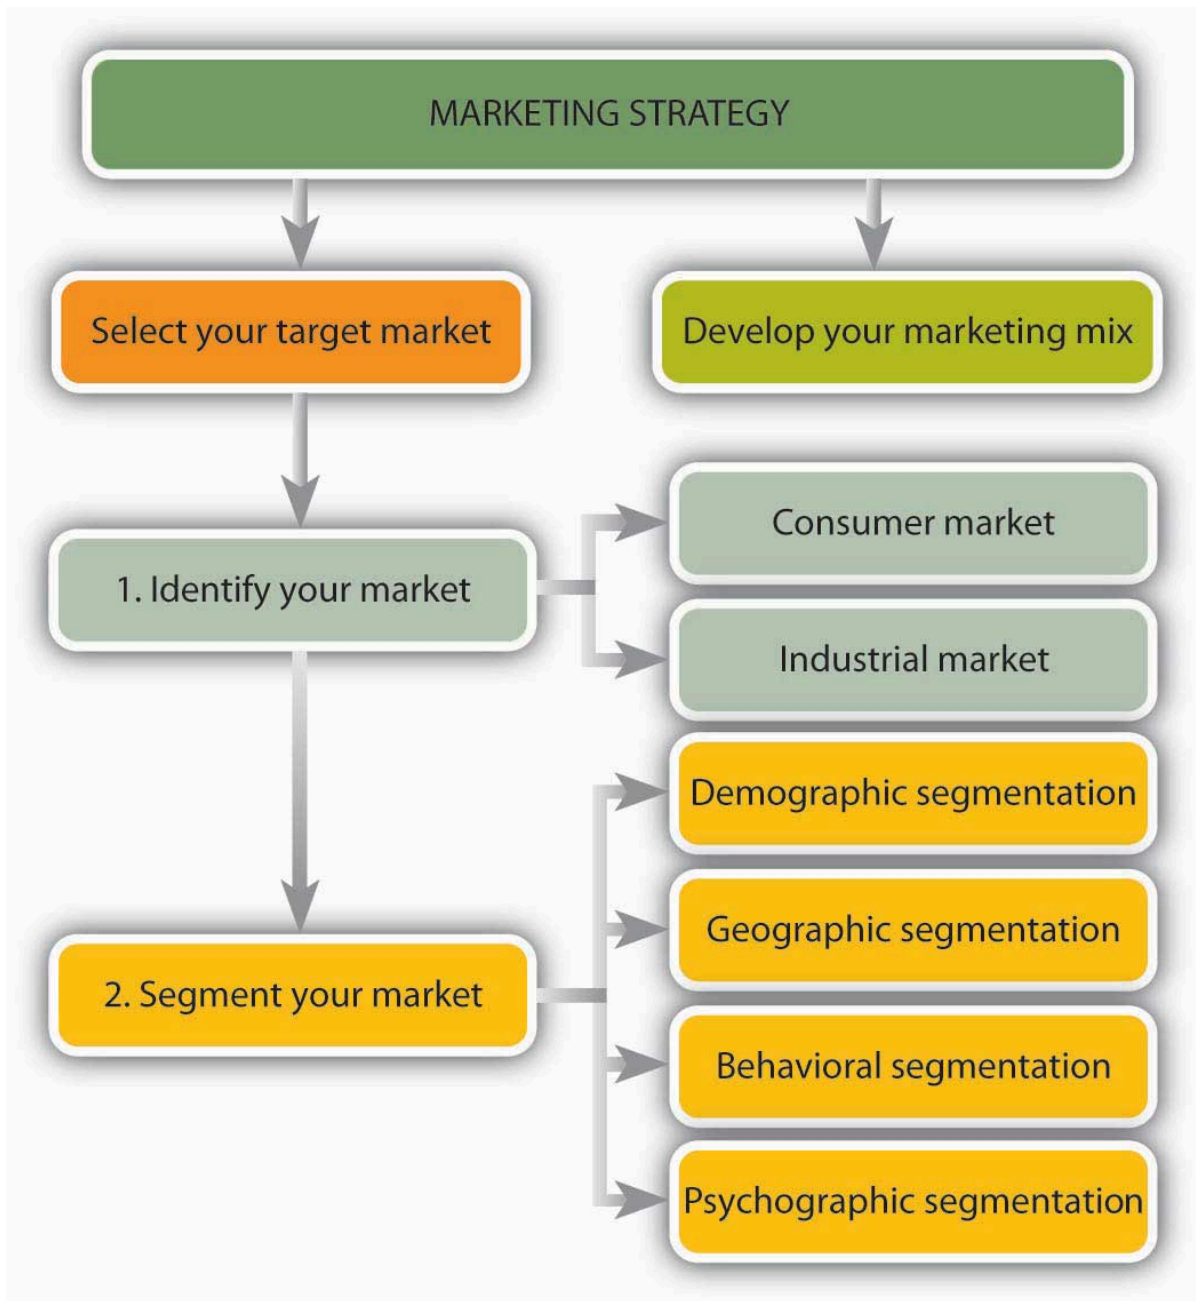 MARKETING STRATEGY
Select your target market
Develop your marketing mix
1. Identify your market
Consumer market
Industrial market
2. Segment your market
Demographic segmentation
Geographic segmentation
Behavioral segmentation
Psychographic segmentation